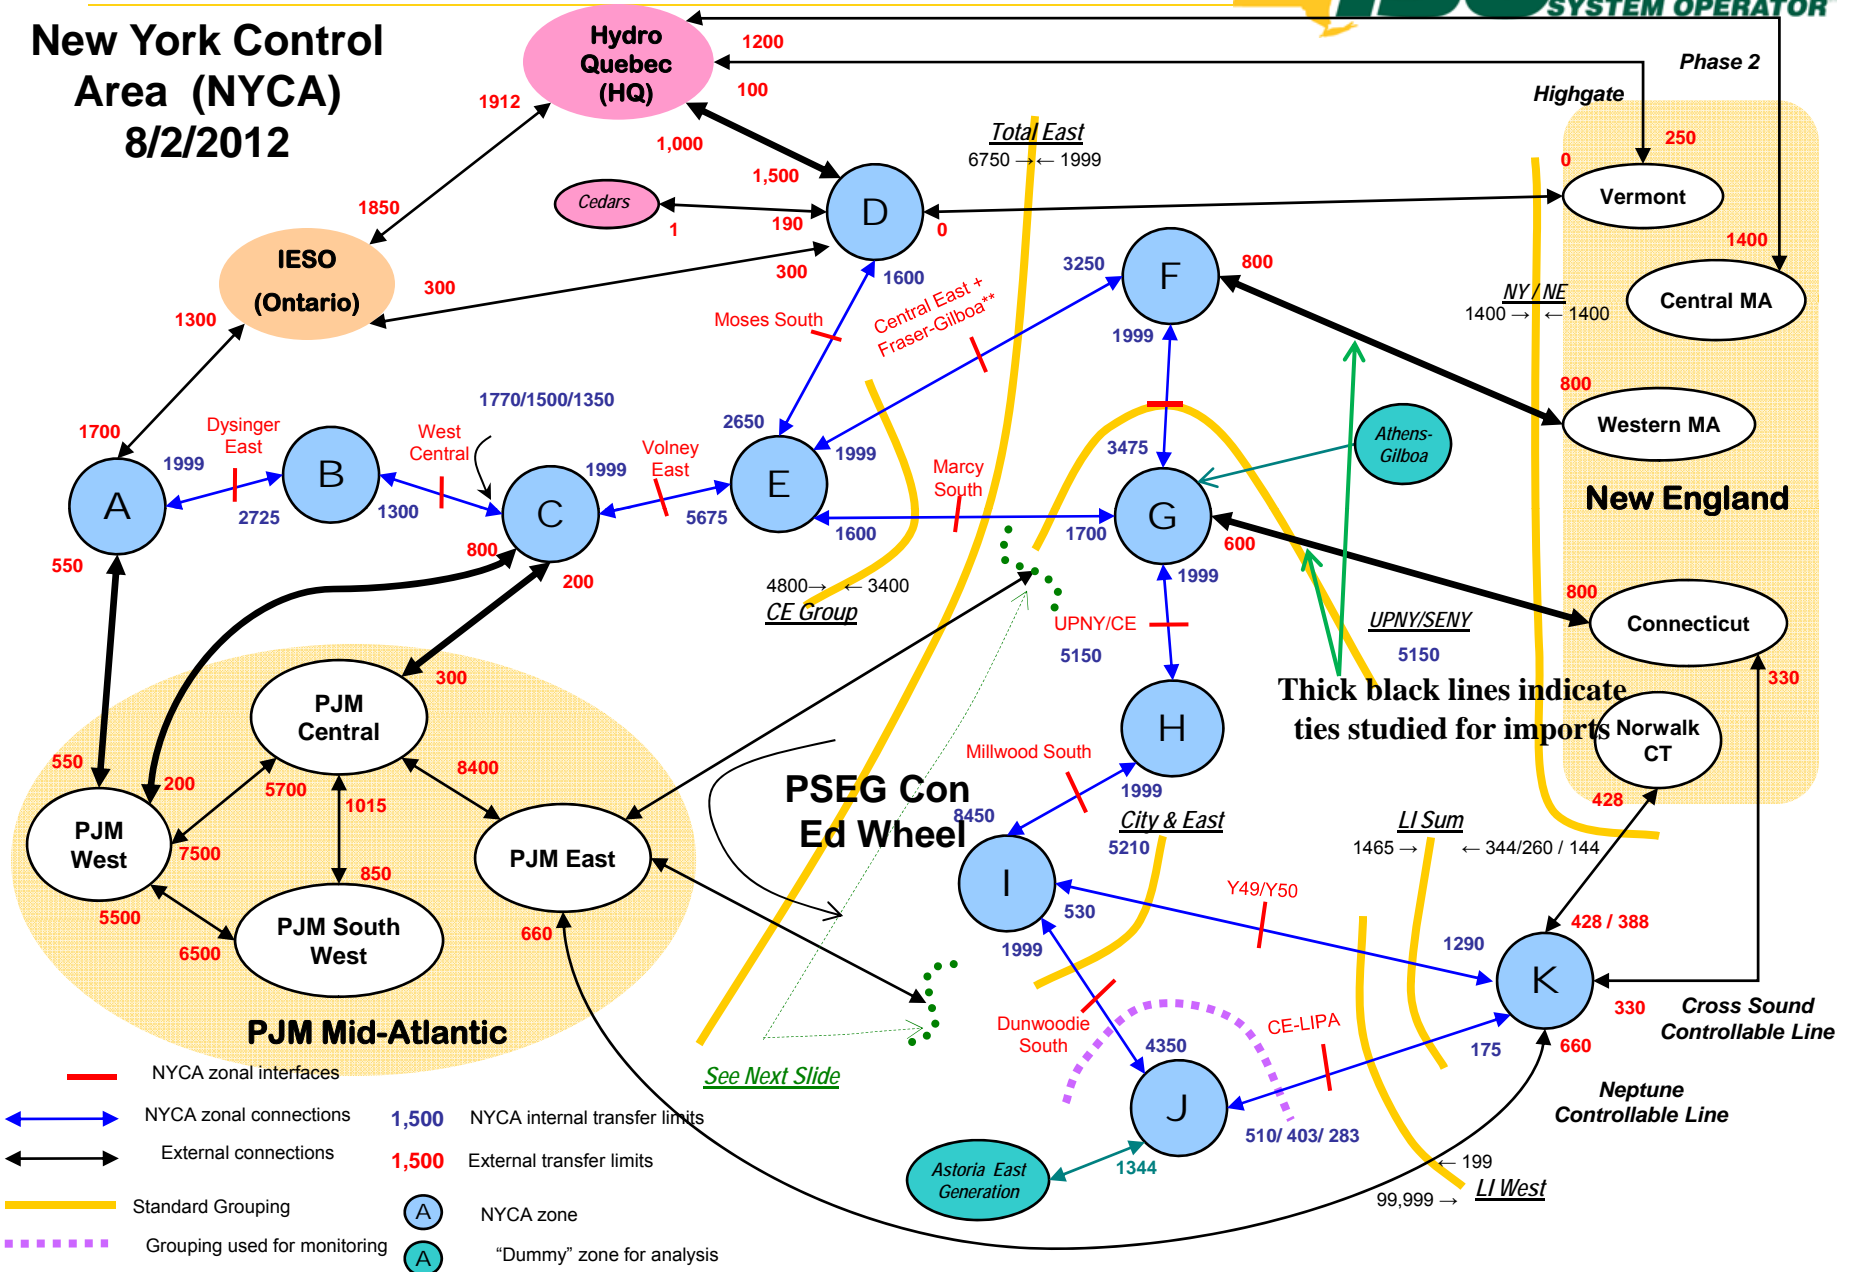 SYSTEM OPERATOR
New York Control
Area (NYCA)
8/2/2012
Hydro
Quebec
(HQ)
1200
100
1912
1,000
1,500
Phase 2
Highgate
250
0
Vermont
Total East
6750 →← 1999
Cedars
1
190
D
0
1850
IESO
(Ontario)
300
300
1300
1600
3250
F
800
1400
Central MA
NY / NE
1400 → ← 1400
Moses South
Central East +
Fraser-Gilboa**
1999
1770/1500/1350
1700
Dysinger
East
1999
2725
A
B
West
Central
1300
C
1999
Volney
East
5675
2650
E
1999
1600
Marcy
South
3475
G
1700
600
1999
Athens-
Gilboa
800
Western MA
New England
550
800
200
4800→ ← 3400
CE Group
UPNY/CE
5150
UPNY/SENY
5150
800
Connecticut
330
Thick black lines indicate
ties studied for imports
Norwalk
CT
428
PJM
Central
300
8400
550
200
5700
1015
PJM
West
7500
850
5500
6500
PJM South
West
PJM East
660
PJM Mid-Atlantic
PSEG Con
Ed Wheel
H
Millwood South
1999
8450
City & East
5210
LI Sum
1465 → ← 344/260 / 144
I
530
1999
Y49/Y50
1290
428 / 388
K
330
Cross Sound
Controllable Line
660
175
Neptune
Controllable Line
Dunwoodie
South
4350
CE-LIPA
J
510/ 403/ 283
1344
Astoria East
Generation
← 199
99,999 →
LI West
See Next Slide
NYCA zonal interfaces
NYCA zonal connections
1,500 NYCA internal transfer limits
External connections
1,500 External transfer limits
Standard Grouping
A NYCA zone
Grouping used for monitoring
A "Dummy" zone for analysis